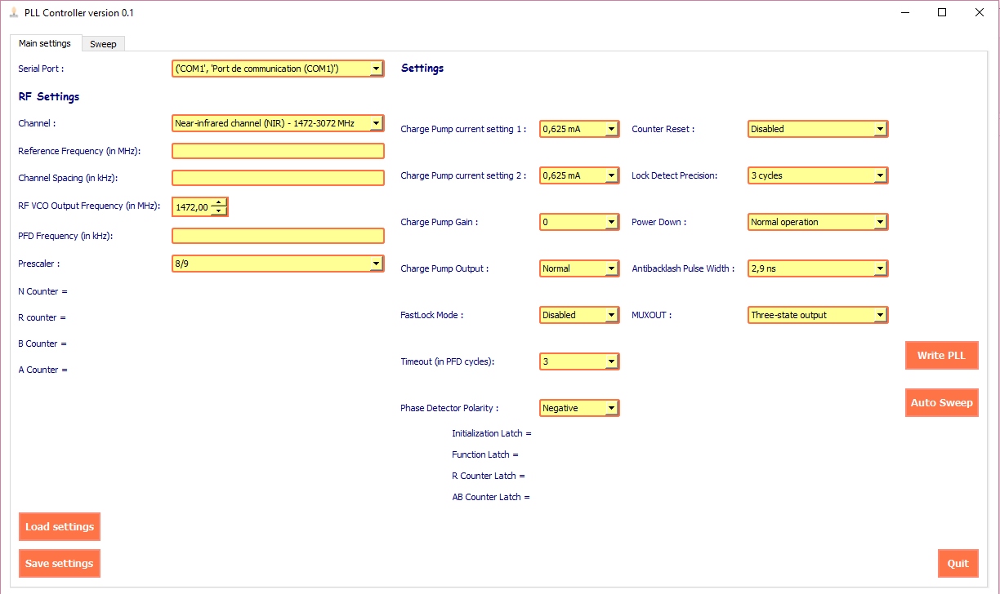 PLL Controller version 0.1
Main settings
Sweep
Serial Port :
('COM1', 'Port de communication (COM1)')
RF Settings
Channel :
Near-infrared channel (NIR) - 1472-3072 MHz
Reference Frequency (in MHz):
Channel Spacing (in kHz):
RF VCO Output Frequency (in MHz):
1472,00
PFD Frequency (in kHz):
Prescaler :
8/9
N Counter =
R counter =
B Counter =
A Counter =
Settings
Charge Pump current setting 1 :
0,625 mA
Counter Reset :
Disabled
Charge Pump current setting 2 :
0,625 mA
Lock Detect Precision:
3 cycles
Charge Pump Gain :
0
Power Down :
Normal operation
Charge Pump Output :
Normal
Antibacklash Pulse Width :
2,9 ns
FastLock Mode :
Disabled
MUXOUT :
Three-state output
Timeout (in PFD cycles):
3
Phase Detector Polarity :
Negative
Initialization Latch =
Function Latch =
R Counter Latch =
AB Counter Latch =
Write PLL
Auto Sweep
Load settings
Save settings
Quit